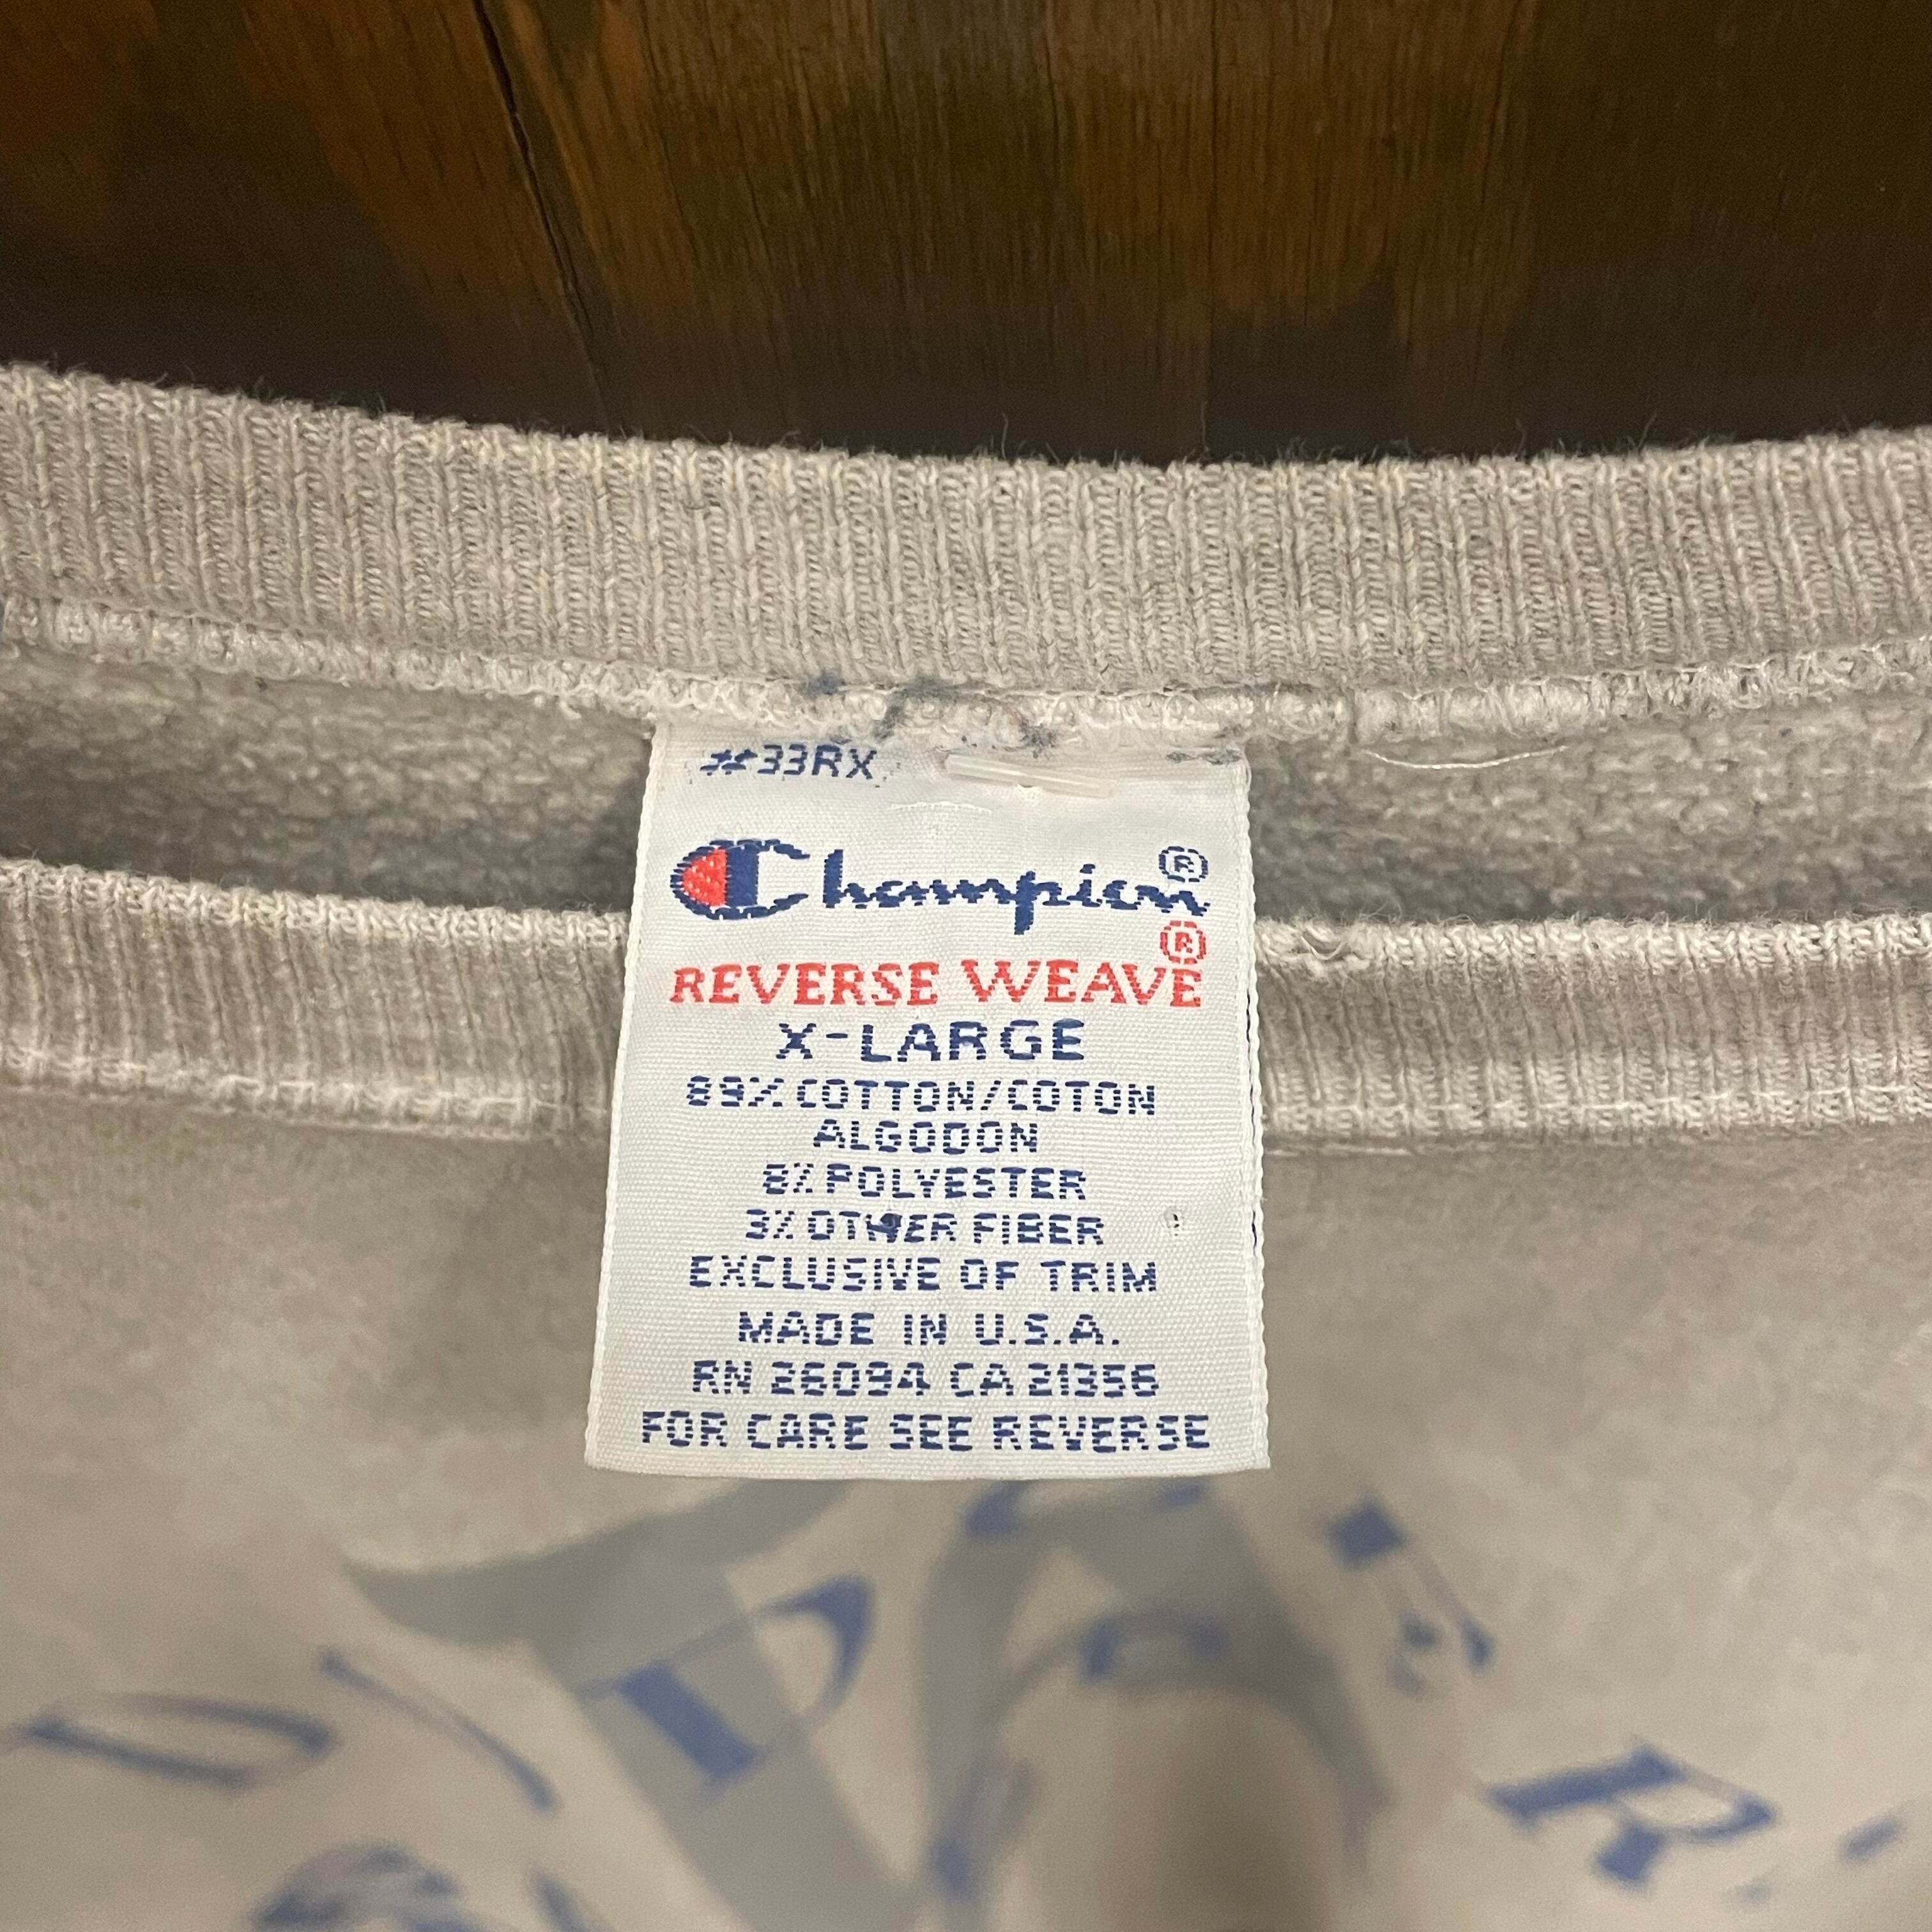 #33RX
Champion®
REVERSE WEAVE®
X-LARGE
89% COTTON/COTON
ALGODON
8% POLYESTER
3% OTHER FIBER
EXCLUSIVE OF TRIM
MADE IN U.S.A.
RN 26094 CA 21356
FOR CARE SEE REVERSE